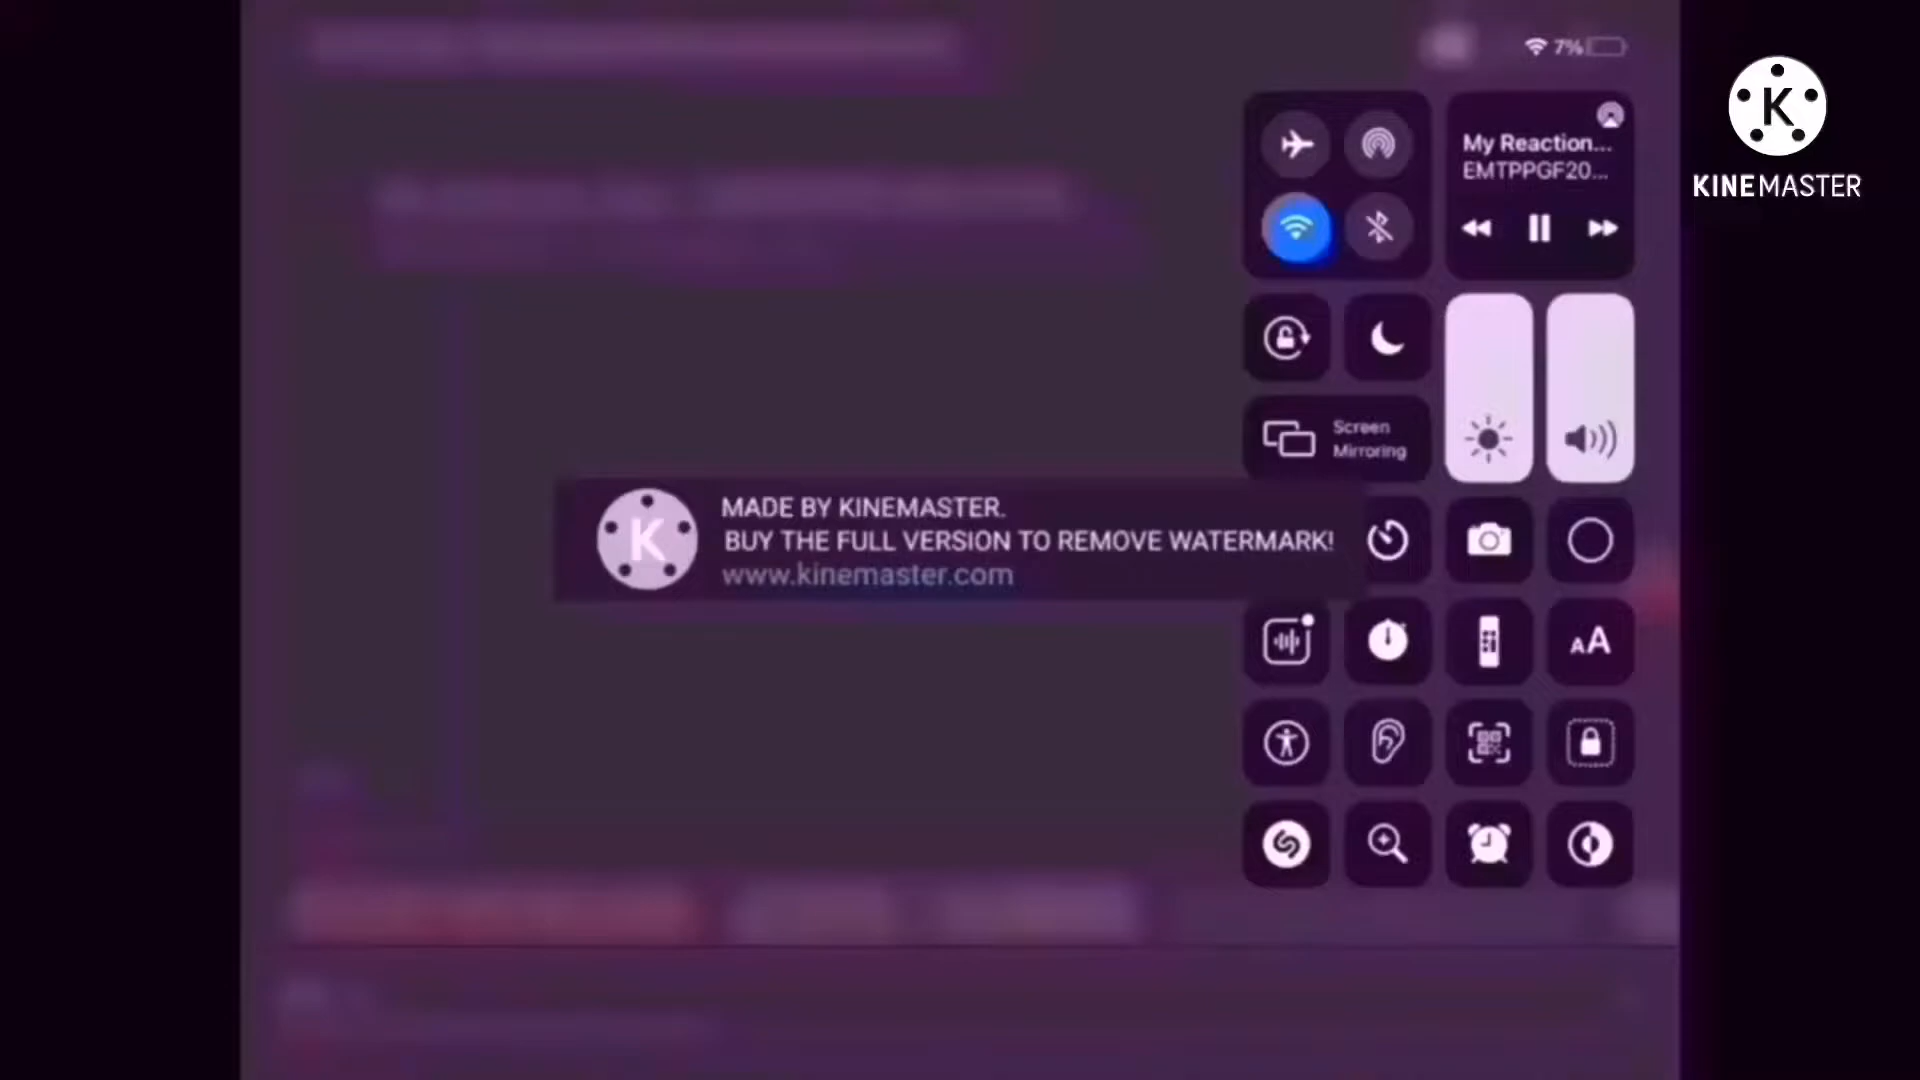 7%
K
KINEMASTER
My Reaction...
EMTPPGF20...
Screen
Mirroring
K
MADE BY KINEMASTER.
BUY THE FULL VERSION TO REMOVE WATERMARK!
www.kinemaster.com
AA